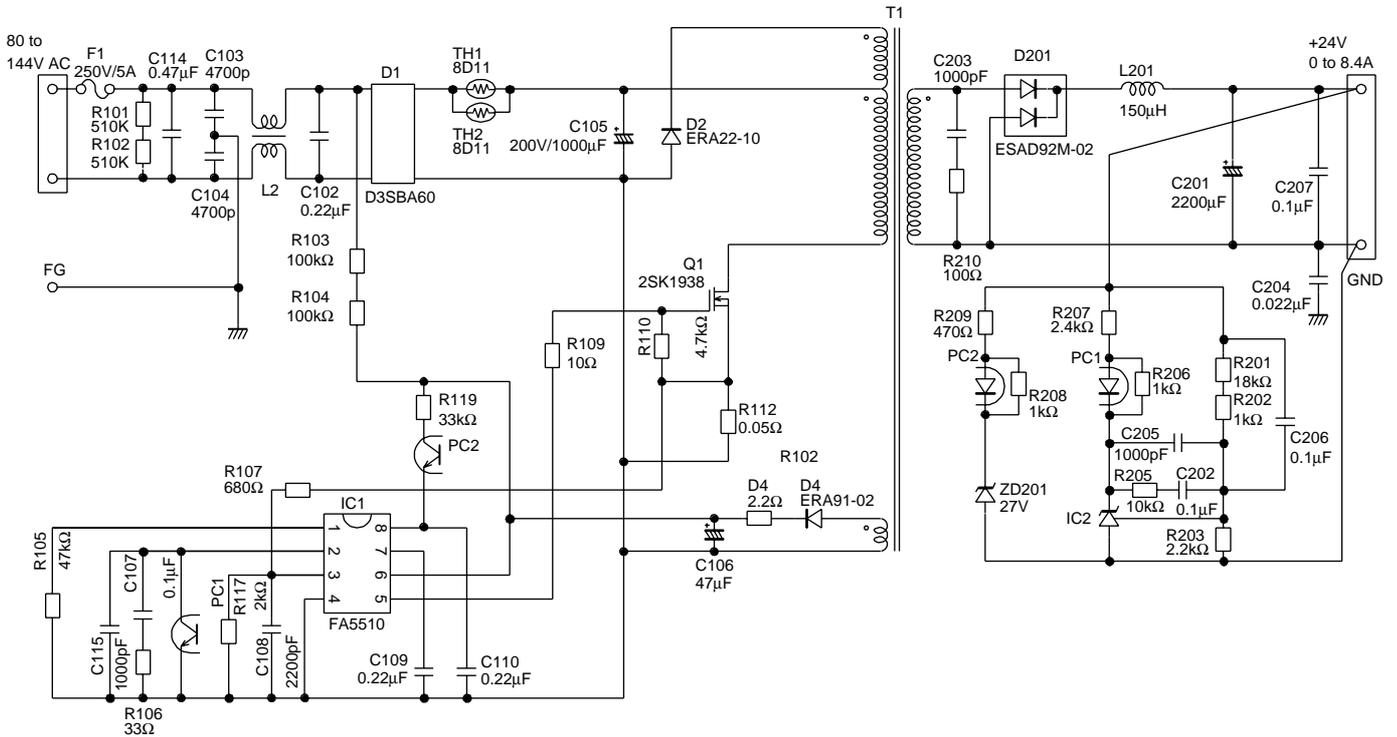 T1
80 to
144V AC
F1
250V/5A
C114
0.47µF
C103
4700p
R101
510K
R102
510K
C104
4700p
L2
C102
0.22µF
D1
D3SBA60
TH1
8D11
TH2
8D11
C105
200V/1000µF
D2
ERA22-10
C203
1000pF
D201
ESAD92M-02
L201
150µH
+24V
0 to 8.4A
C201
2200µF
C207
0.1µF
R210
100Ω
C204
0.022µF
GND
FG
R103
100kΩ
R104
100kΩ
Q1
2SK1938
R110
4.7kΩ
R109
10Ω
R119
33kΩ
PC2
R112
0.05Ω
R102
R107
680Ω
D4
2.2Ω
D4
ERA91-02
C106
47µF
R209
470Ω
PC2
R208
1kΩ
ZD201
27V
R207
2.4kΩ
PC1
R206
1kΩ
R201
18kΩ
R202
1kΩ
C205
1000pF
C206
0.1µF
R205
10kΩ
C202
0.1µF
IC2
R203
2.2kΩ
IC1
1
2
3
4
8
7
6
5
FA5510
R105
47kΩ
C107
0.1µF
PC1
R117
2kΩ
C115
1000pF
C108
2200pF
R106
33Ω
C109
0.22µF
C110
0.22µF